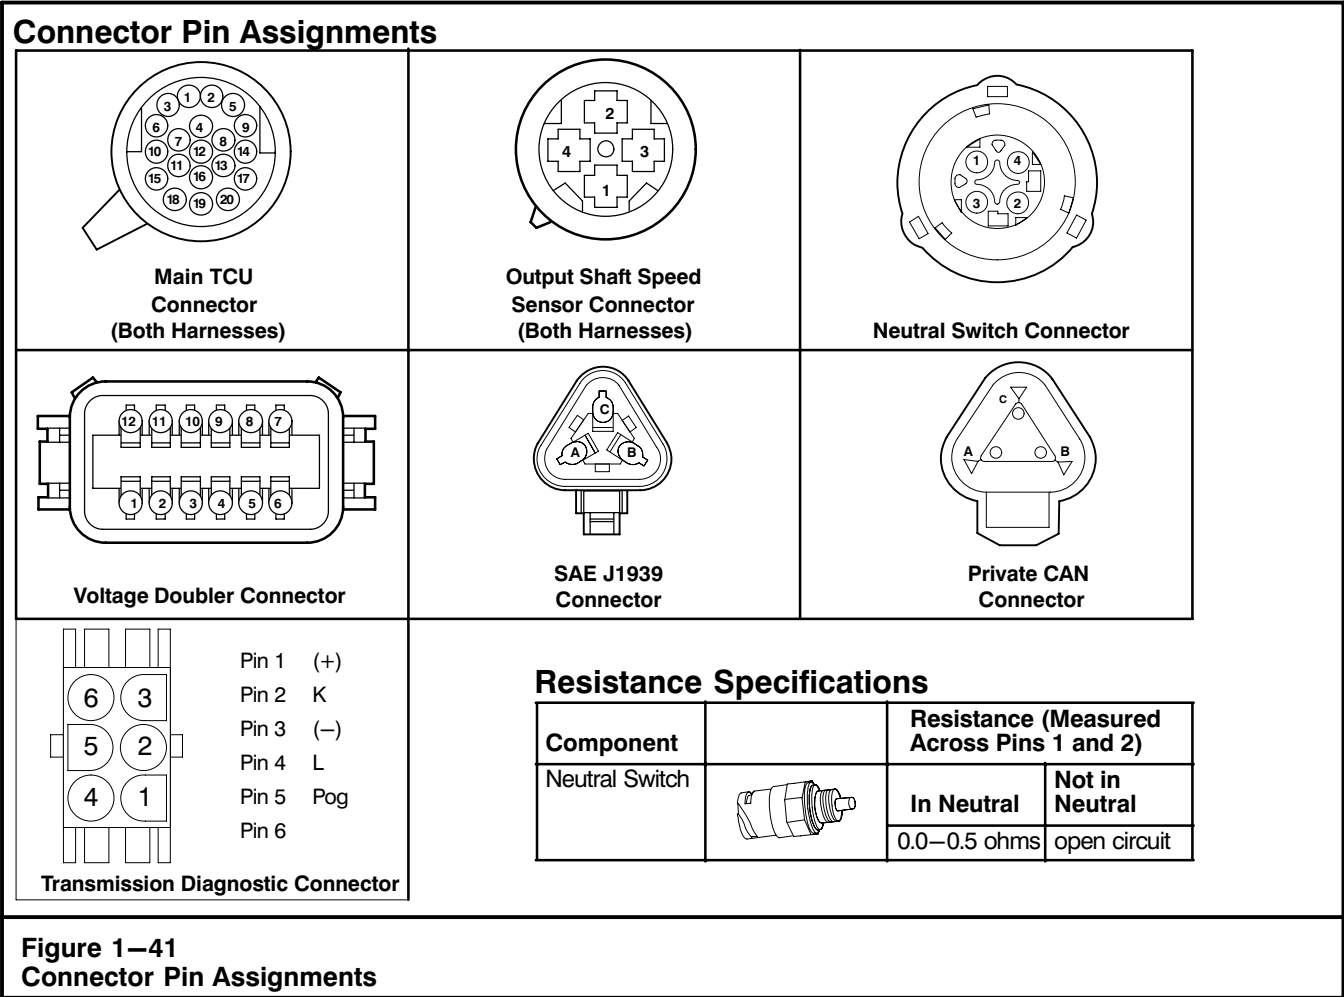 Connector Pin Assignments
1 2
3 5
6 4 9
7 8
10 12 14
11 13
15 16 17
18 19 20
Main TCU
Connector
(Both Harnesses)
2
4 3
1
Output Shaft Speed
Sensor Connector
(Both Harnesses)
1 4
3 2
Neutral Switch Connector
12 11 10 9 8 7
1 2 3 4 5 6
Voltage Doubler Connector
C
A B
SAE J1939
Connector
C
A B
Private CAN
Connector
6 3
5 2
4 1
Pin 1 (+)
Pin 2 K
Pin 3 (−)
Pin 4 L
Pin 5 Pog
Pin 6
Transmission Diagnostic Connector
Resistance Specifications
Component
Resistance (Measured
Across Pins 1 and 2)
Neutral Switch
In Neutral
Not in
Neutral
0.0−0.5 ohms
open circuit
Figure 1−41
Connector Pin Assignments